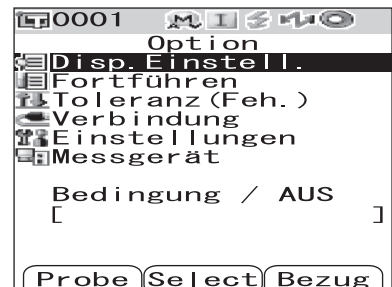 0001 M I
Option
Disp.Einstell.
Fortführen
Toleranz(Feh.)
Verbindung
Einstellungen
Messgerät
Bedingung / AUS
[ ]
Probe Select Bezug